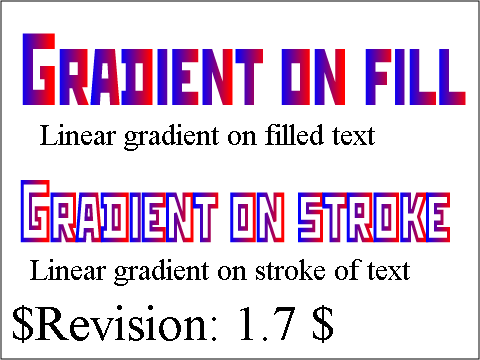 Gradient on fill
Linear gradient on filled text
Gradient on stroke
Linear gradient on stroke of text
$Revision: 1.7 $